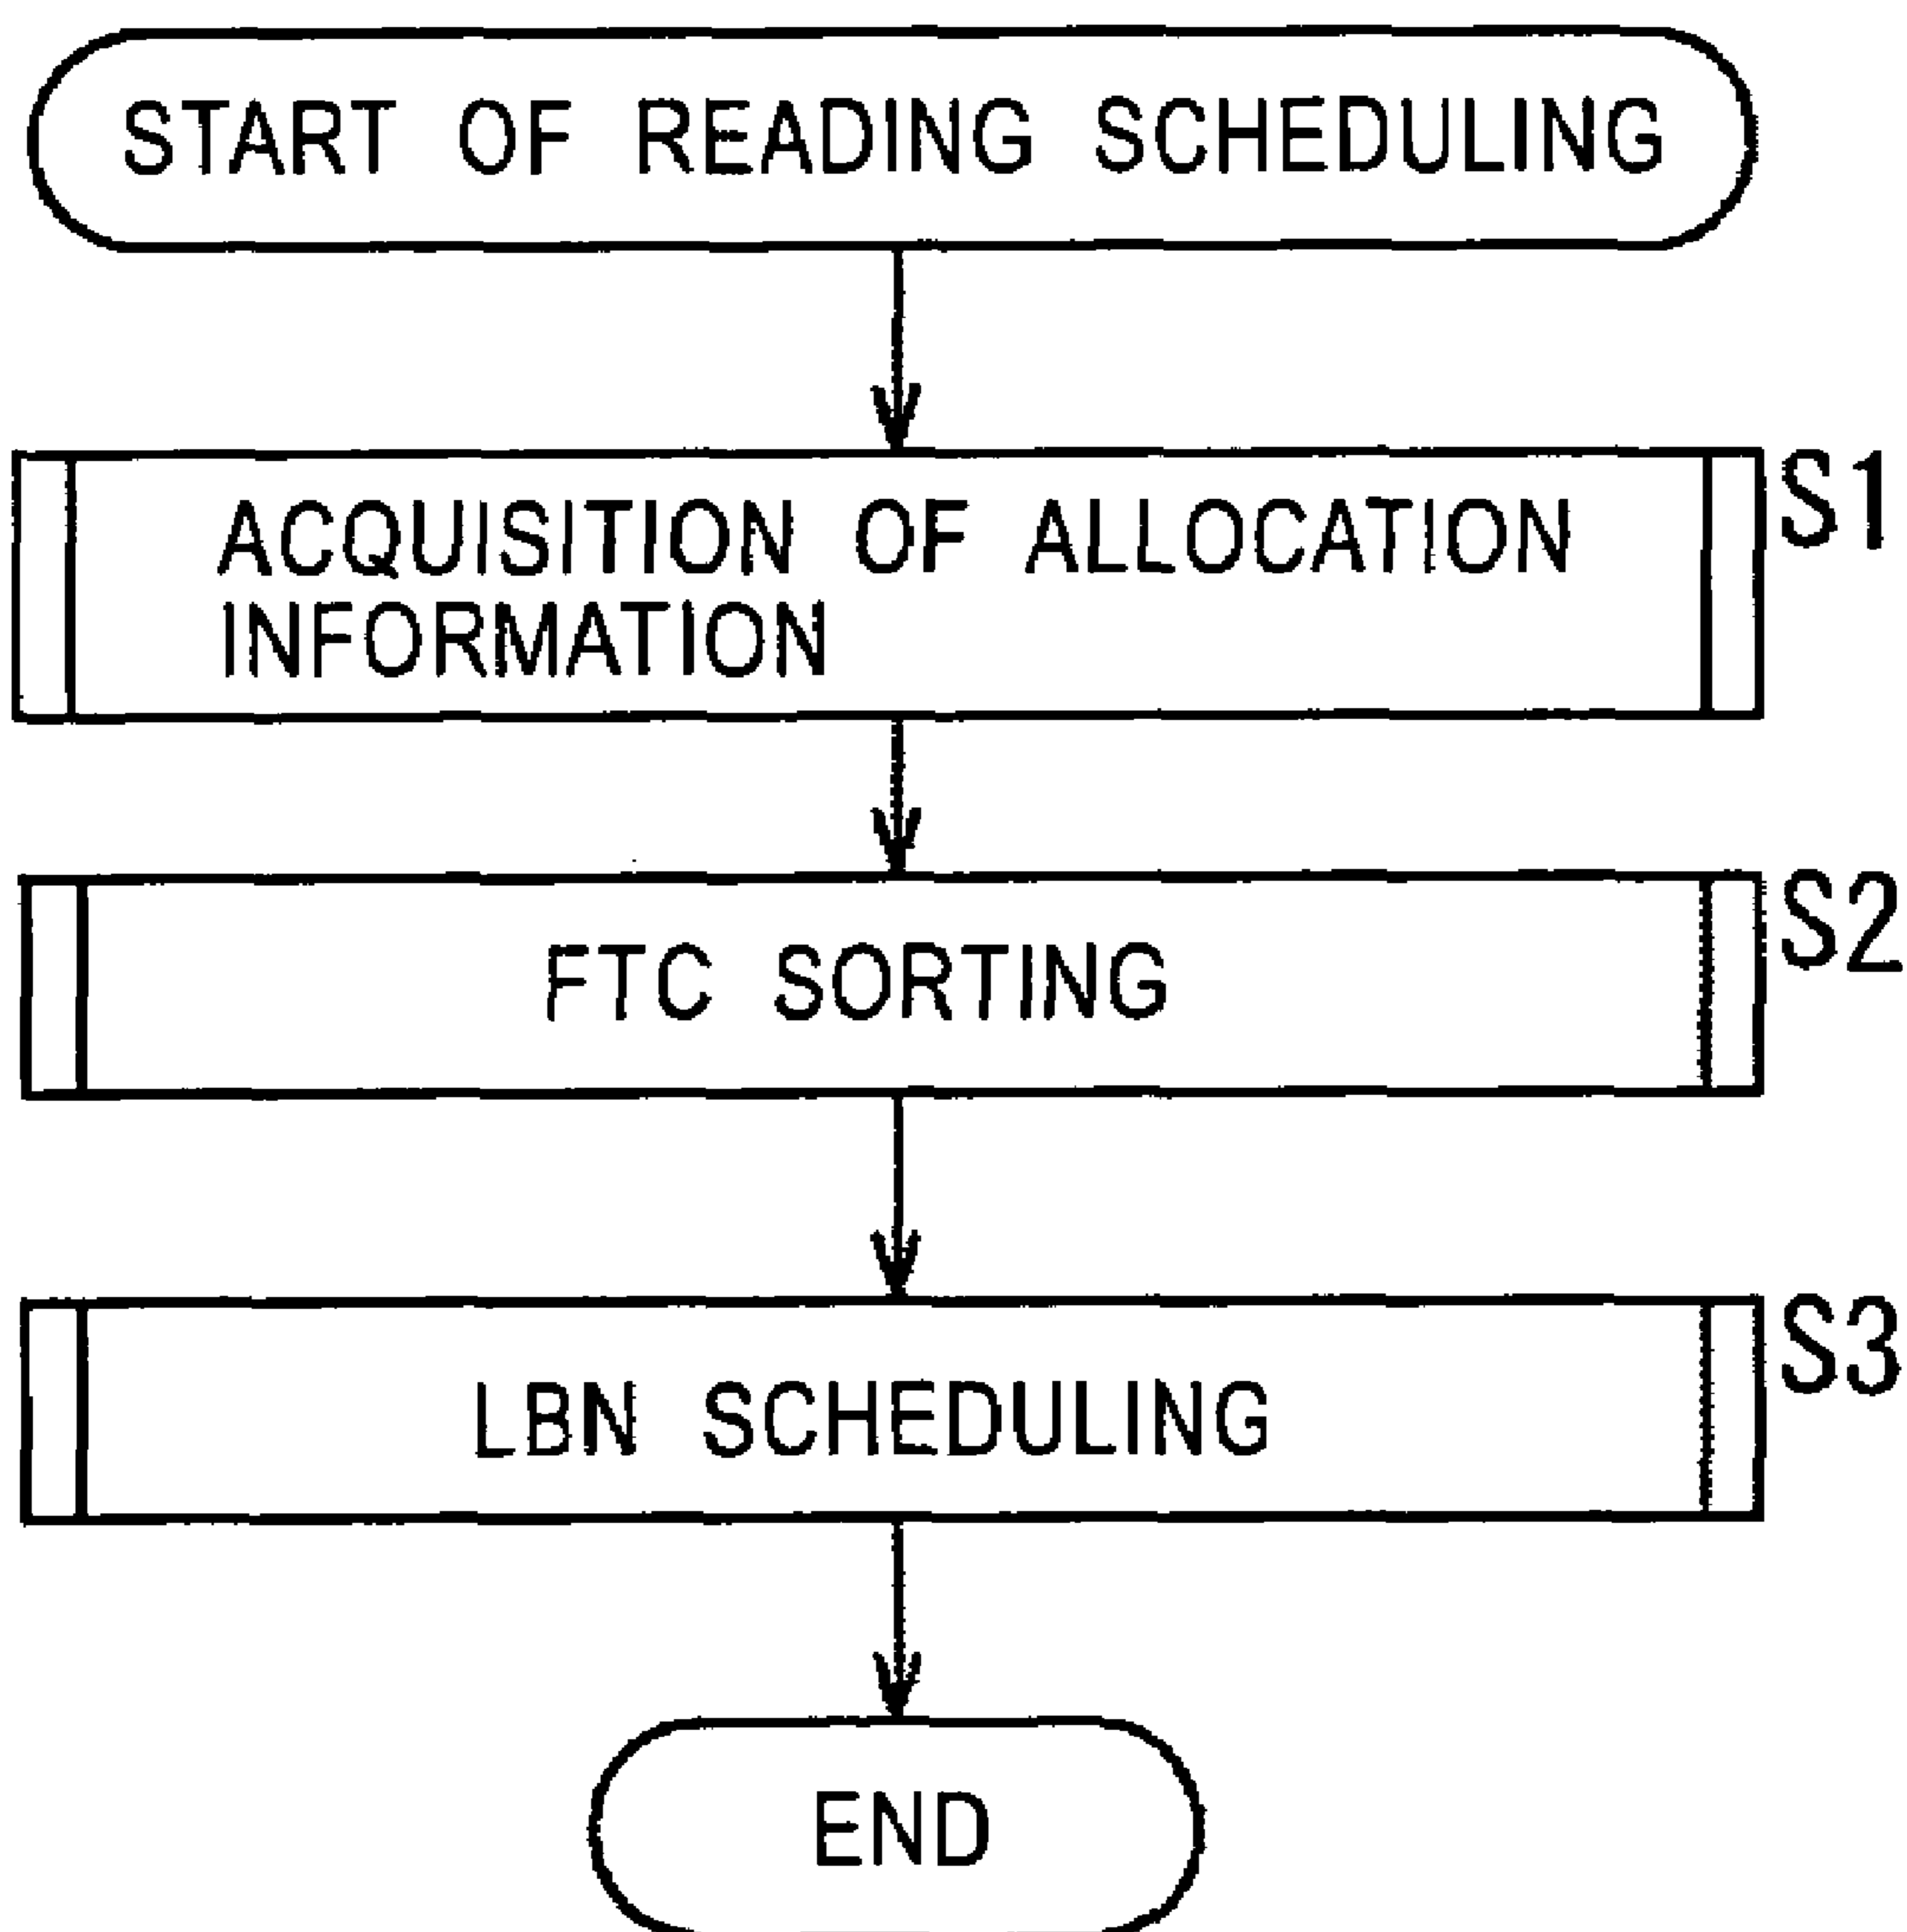 START OF READING SCHEDULING
S1
ACQUISITION OF ALLOCATION
INFORMATION
S2
FTC SORTING
S3
LBN SCHEDULING
END